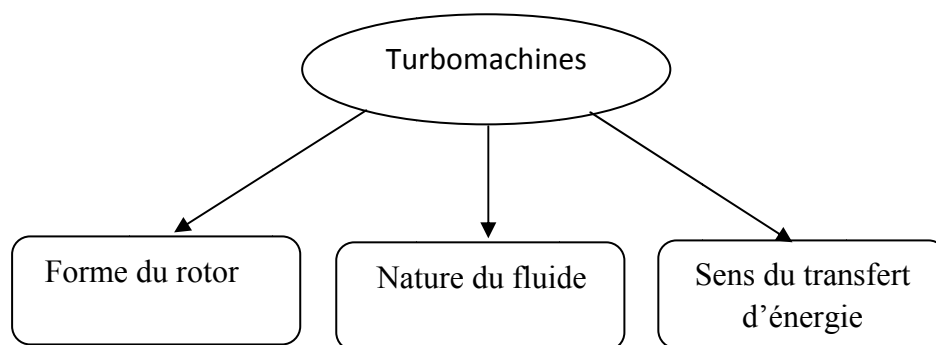 Turbomachines
Forme du rotor
Nature du fluide
Sens du transfert
d’énergie